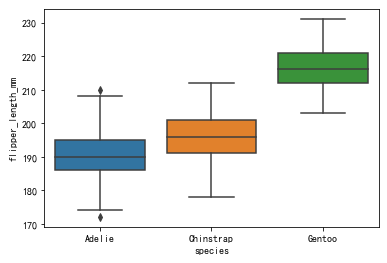 flipper_length_mm
230
220
210
200
190
180
170
Adelie
Chinstrap
Gentoo
species